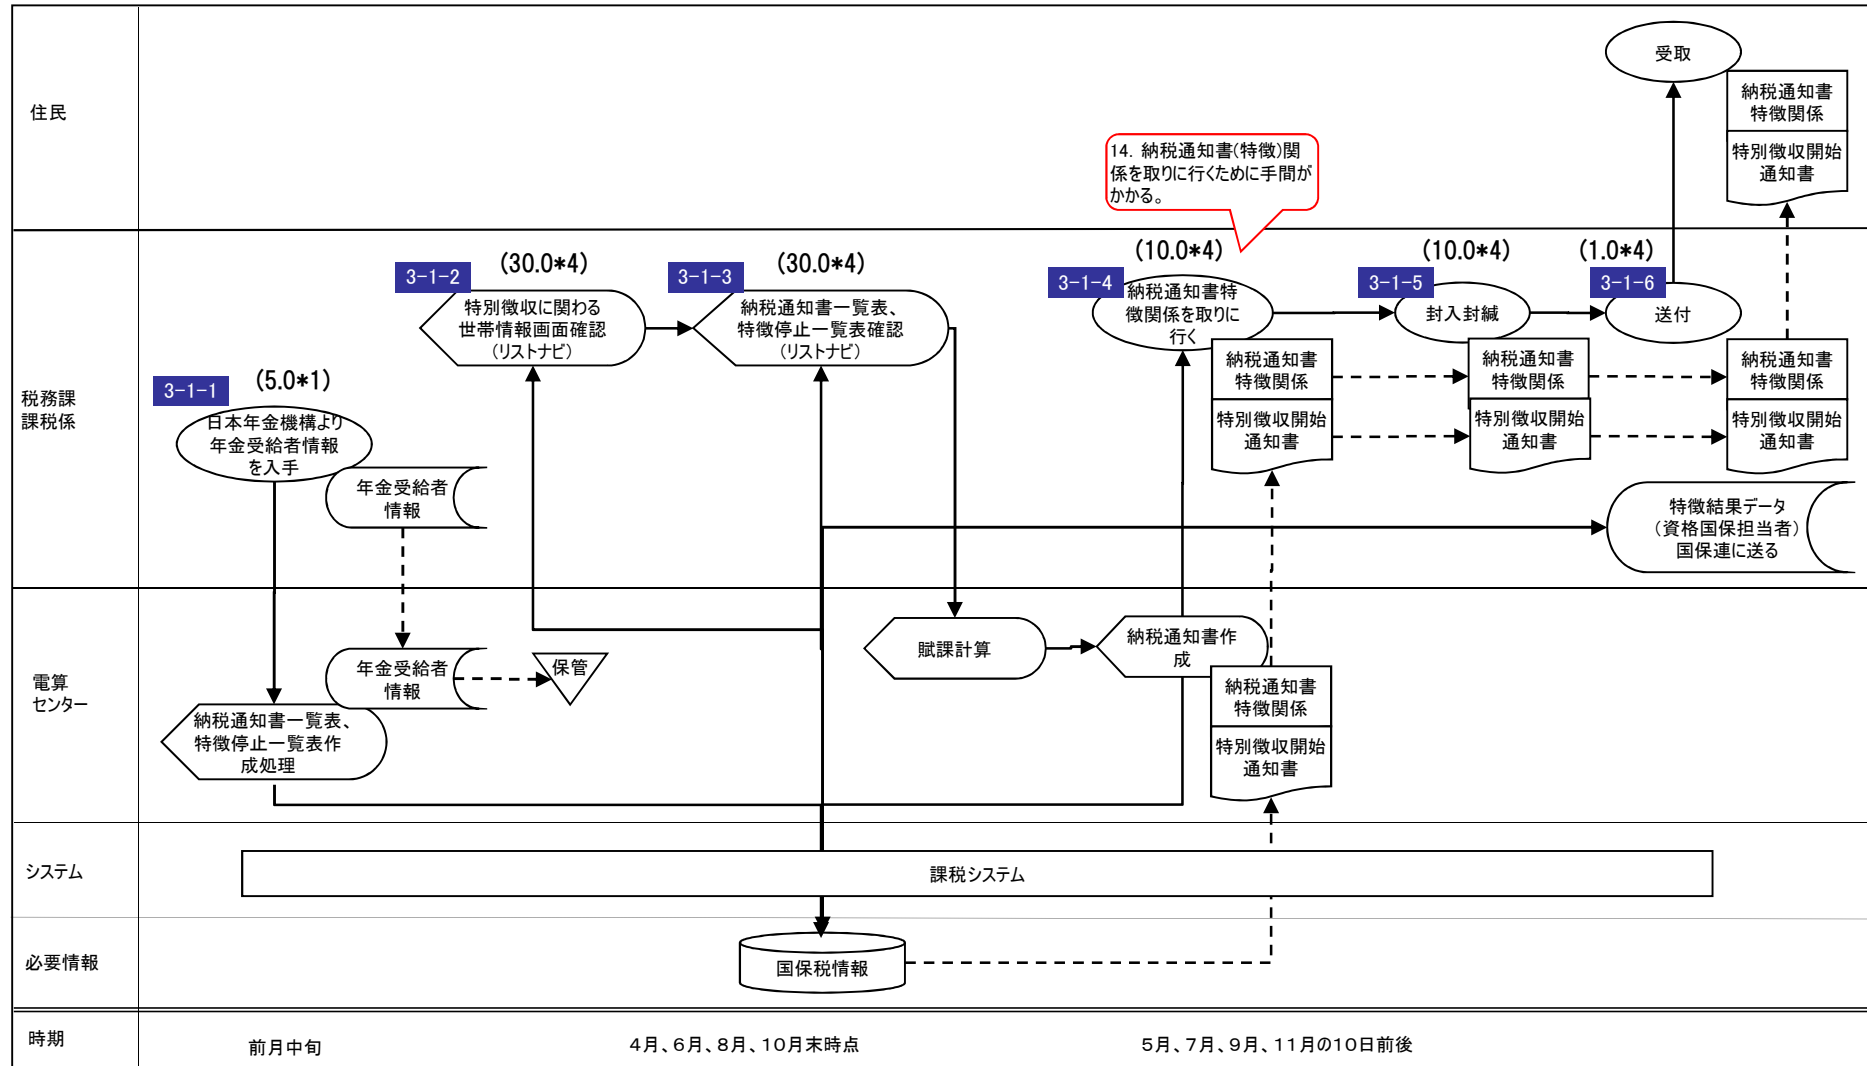 住民
受取
納税通知書
特徴関係
特別徴収開始
通知書
14. 納税通知書(特徴)関
係を取りに行くために手間が
かかる。
税務課
課税係
3-1-1
(5.0*1)
日本年金機構より
年金受給者情報
を入手
年金受給者
情報
3-1-2
(30.0*4)
特別徴収に関わる
世帯情報画面確認
(リストナビ)
3-1-3
(30.0*4)
納税通知書一覧表、
特徴停止一覧表確認
(リストナビ)
3-1-4
(10.0*4)
納税通知書特
徴関係を取りに
行く
納税通知書
特徴関係
特別徴収開始
通知書
3-1-5
(10.0*4)
封入封緘
納税通知書
特徴関係
特別徴収開始
通知書
3-1-6
(1.0*4)
送付
納税通知書
特徴関係
特別徴収開始
通知書
特徴結果データ
(資格国保担当者)
国保連に送る
電算
センター
年金受給者
情報
保管
納税通知書一覧表、
特徴停止一覧表作
成処理
賦課計算
納税通知書作
成
納税通知書
特徴関係
特別徴収開始
通知書
システム
課税システム
必要情報
国保税情報
時期
前月中旬
4月、6月、8月、10月末時点
5月、7月、9月、11月の10日前後